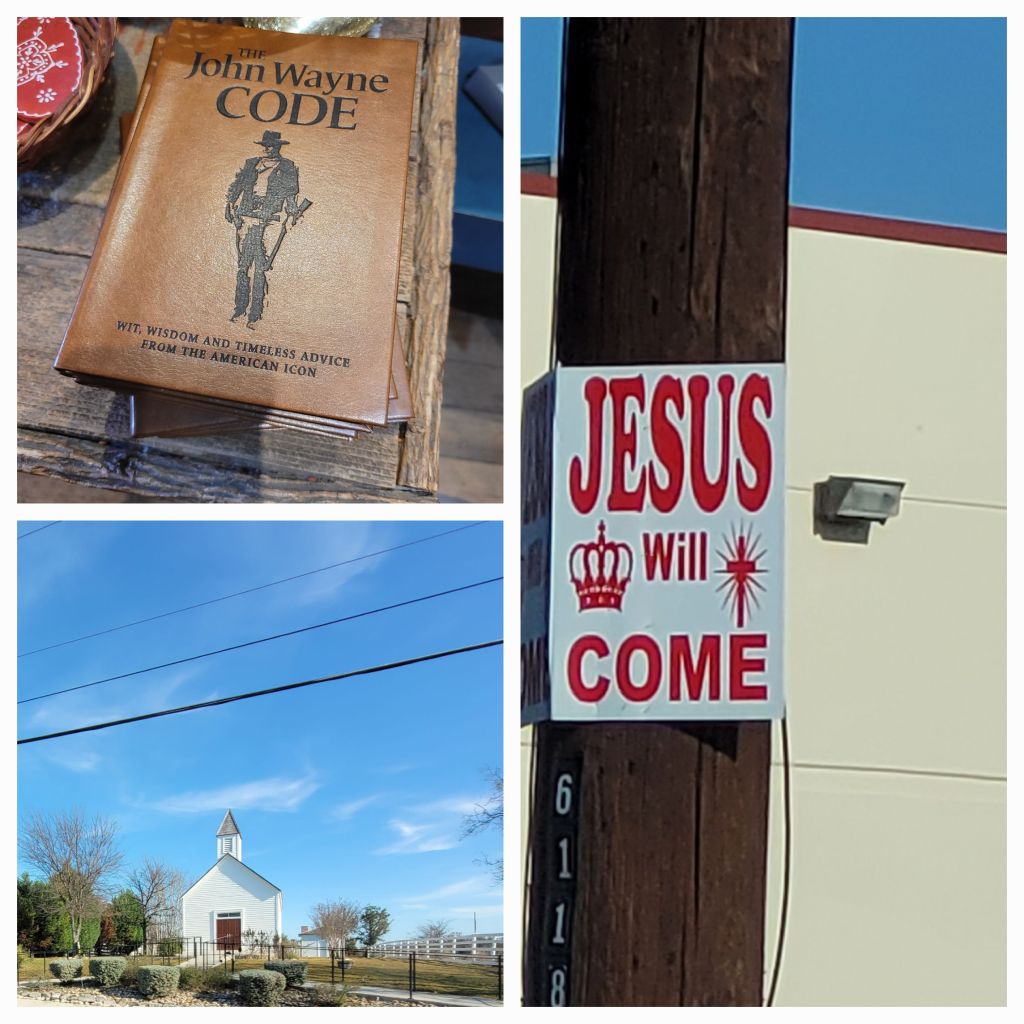 THE
John Wayne
CODE
WIT, WISDOM AND TIMELESS ADVICE
FROM THE AMERICAN ICON
JESUS
Will
COME
6
1
1
8